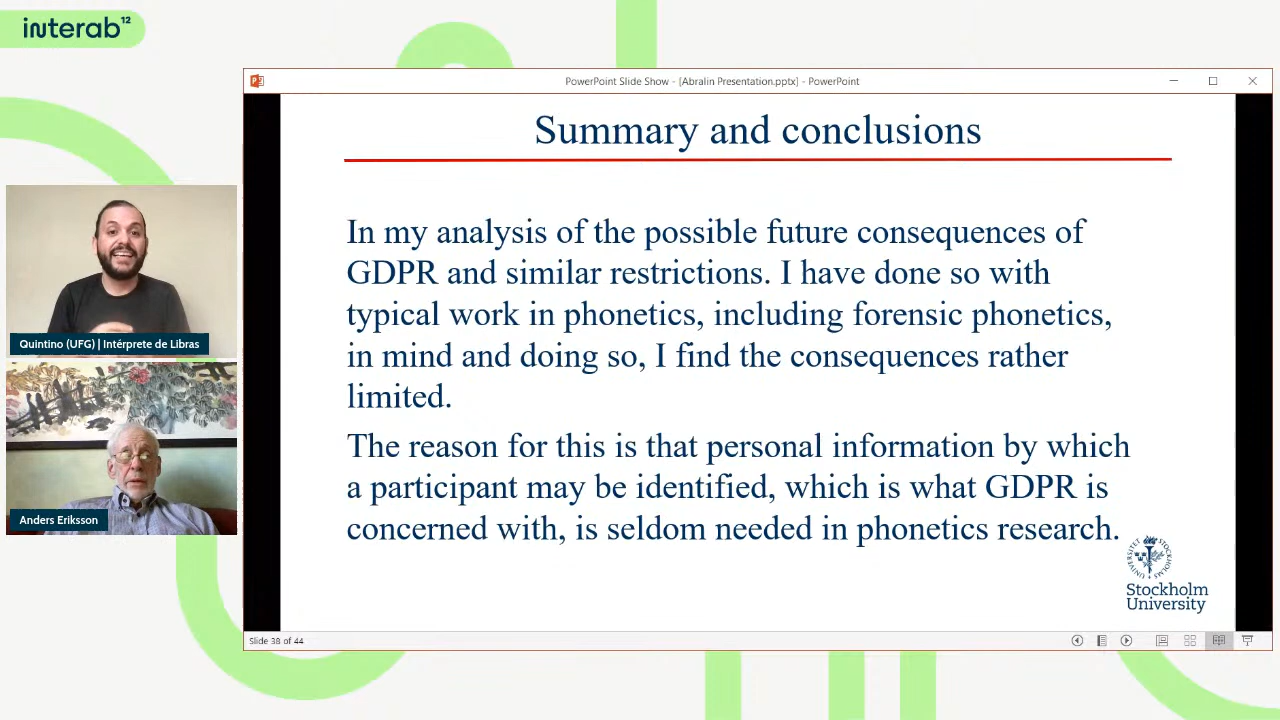 interab¹²
PowerPoint Slide Show - [Abralin Presentation.pptx] - PowerPoint
Summary and conclusions
In my analysis of the possible future consequences of
GDPR and similar restrictions. I have done so with
typical work in phonetics, including forensic phonetics,
in mind and doing so, I find the consequences rather
limited.
The reason for this is that personal information by which
a participant may be identified, which is what GDPR is
concerned with, is seldom needed in phonetics research.
Stockholm
University
Slide 38 of 44
Quintino (UFG) | Intérprete de Libras
Anders Eriksson